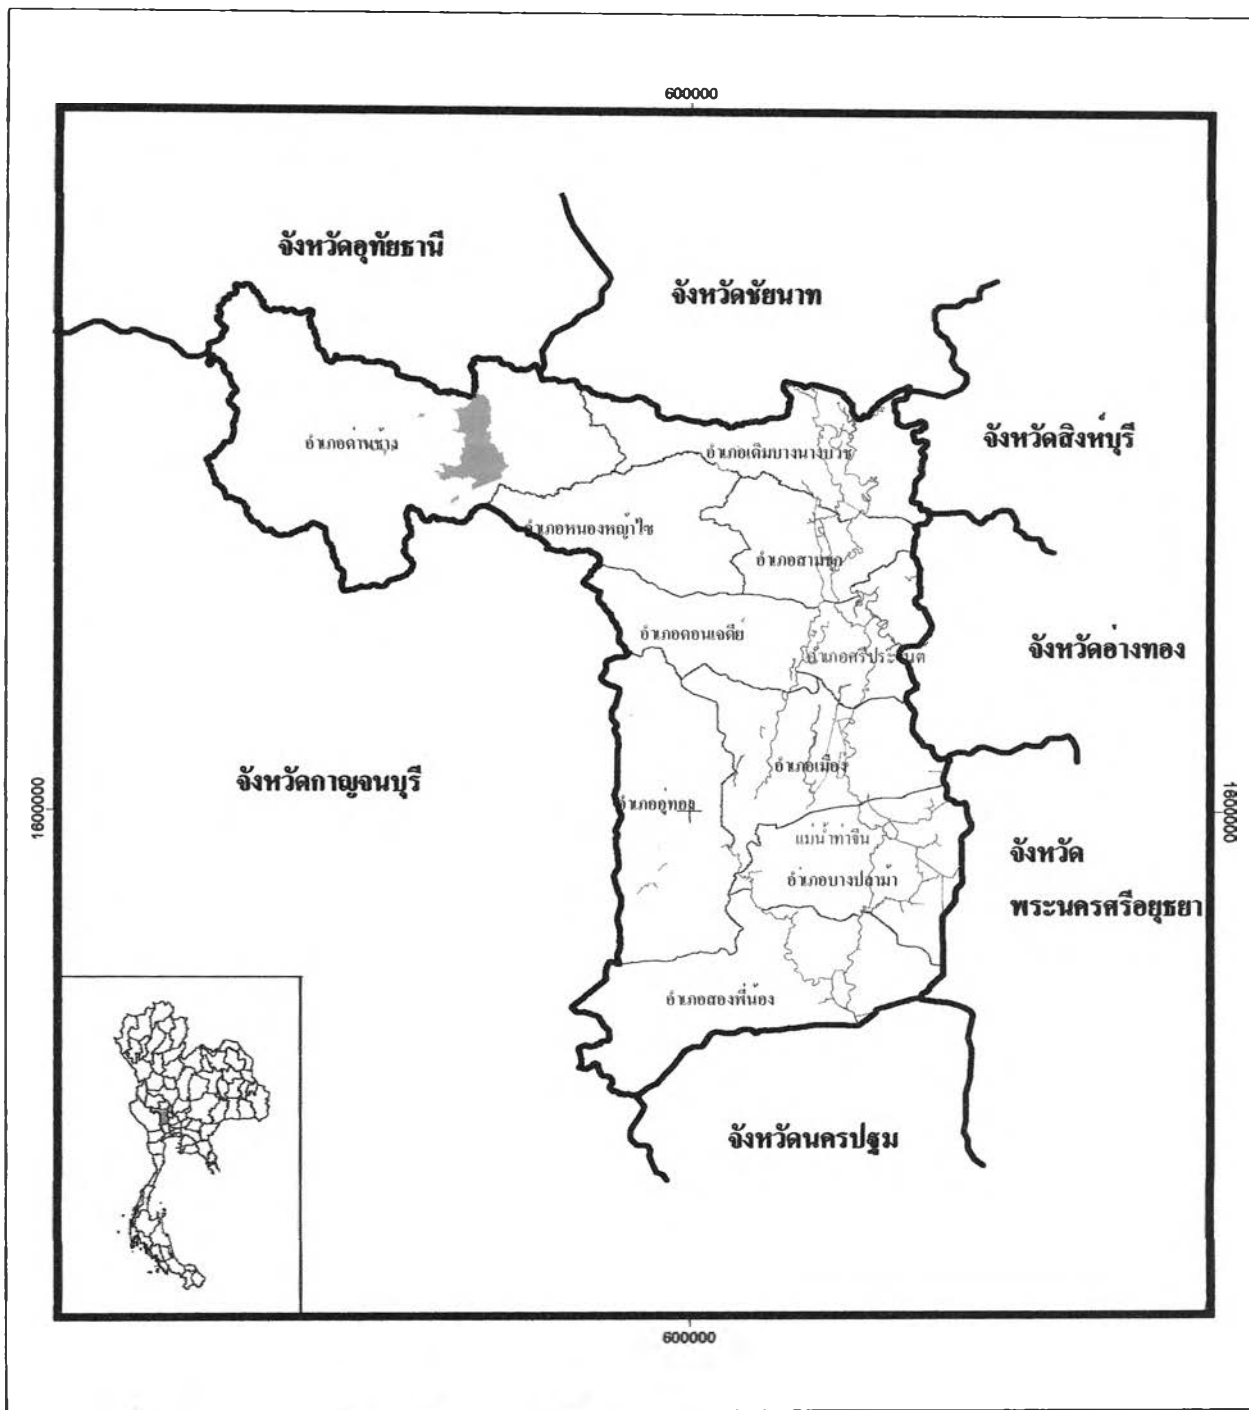 600000
จังหวัดอุทัยธานี
จังหวัดชัยนาท
จังหวัดสิงห์บุรี
อำเภอด่านช้าง
อำเภอเดิมบางนางบวช
อำเภอหนองหญ้าไซ
อำเภอสามชุก
อำเภอดอนเจดีย์
อำเภอศรีประจันต์
จังหวัดอ่างทอง
จังหวัดกาญจนบุรี
อำเภอเมือง
อำเภออู่ทอง
1600000
1600000
แม่น้ำท่าจีน
อำเภอบางปลาม้า
จังหวัด
พระนครศรีอยุธยา
อำเภอสองพี่น้อง
จังหวัดนครปฐม
600000